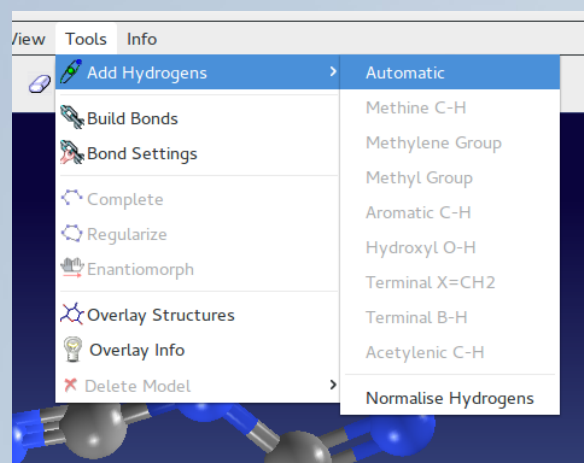 View Tools Info
Add Hydrogens
Build Bonds
Bond Settings
Complete
Regularize
Enantiomorph
Overlay Structures
Overlay Info
Delete Model
Automatic
Methine C-H
Methylene Group
Methyl Group
Aromatic C-H
Hydroxyl O-H
Terminal X=CH2
Terminal B-H
Acetylenic C-H
Normalise Hydrogens